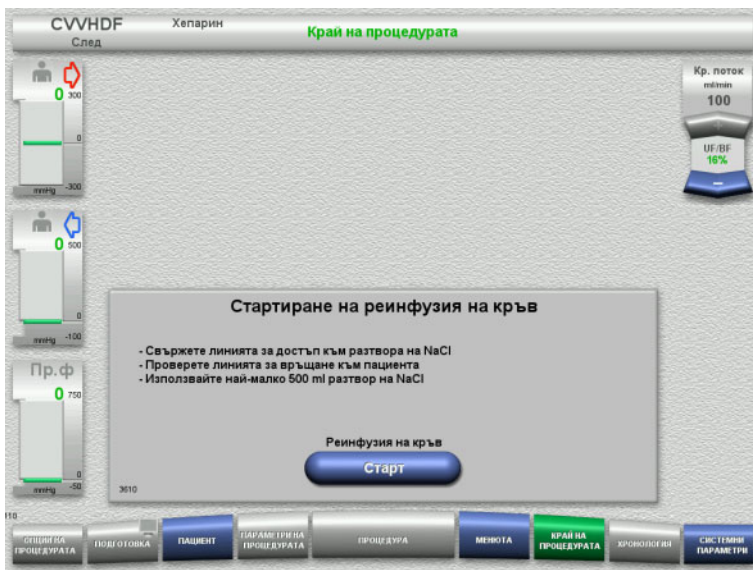 CVVHDF
След
Хепарин
Край на процедурата
0
300
0
mmHg -300
Кр. поток
ml/min
100
UF/BF
16%
0
500
0
mmHg -100
Пр.ф
0
750
0
mmHg -50
Стартиране на реинфузия на кръв
- Свържете линията за достъп към разтвора на NaCl
- Проверете линията за връщане към пациента
- Използвайте най-малко 500 ml разтвор на NaCl
Реинфузия на кръв
Старт
3610
ОПЦИИ НА
ПРОЦЕДУРАТА
ПОДГОТОВКА
ПАЦИЕНТ
ПАРАМЕТРИ НА
ПРОЦЕДУРАТА
ПРОЦЕДУРА
МЕНЮТА
КРАЙ НА
ПРОЦЕДУРАТА
ХРОНОЛОГИЯ
СИСТЕМНИ
ПАРАМЕТРИ